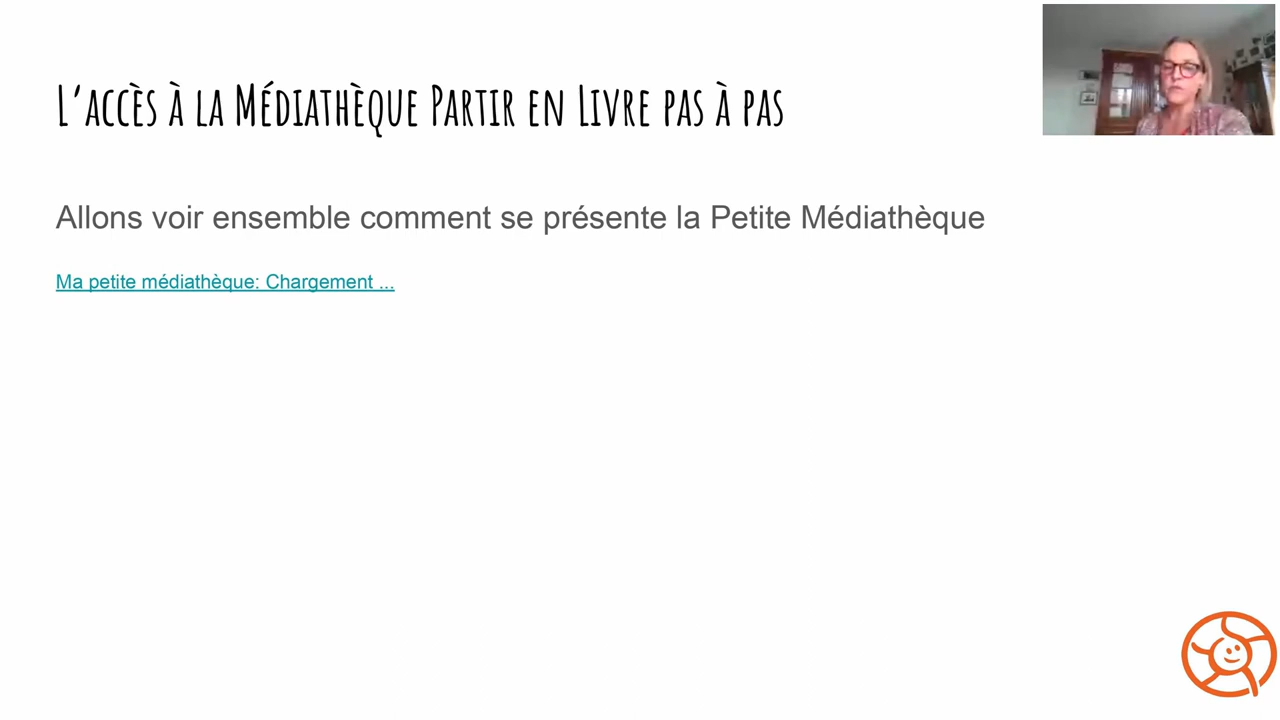 L’accès à la Médiathèque Partir en Livre pas à pas
Allons voir ensemble comment se présente la Petite Médiathèque
Ma petite médiathèque: Chargement ...